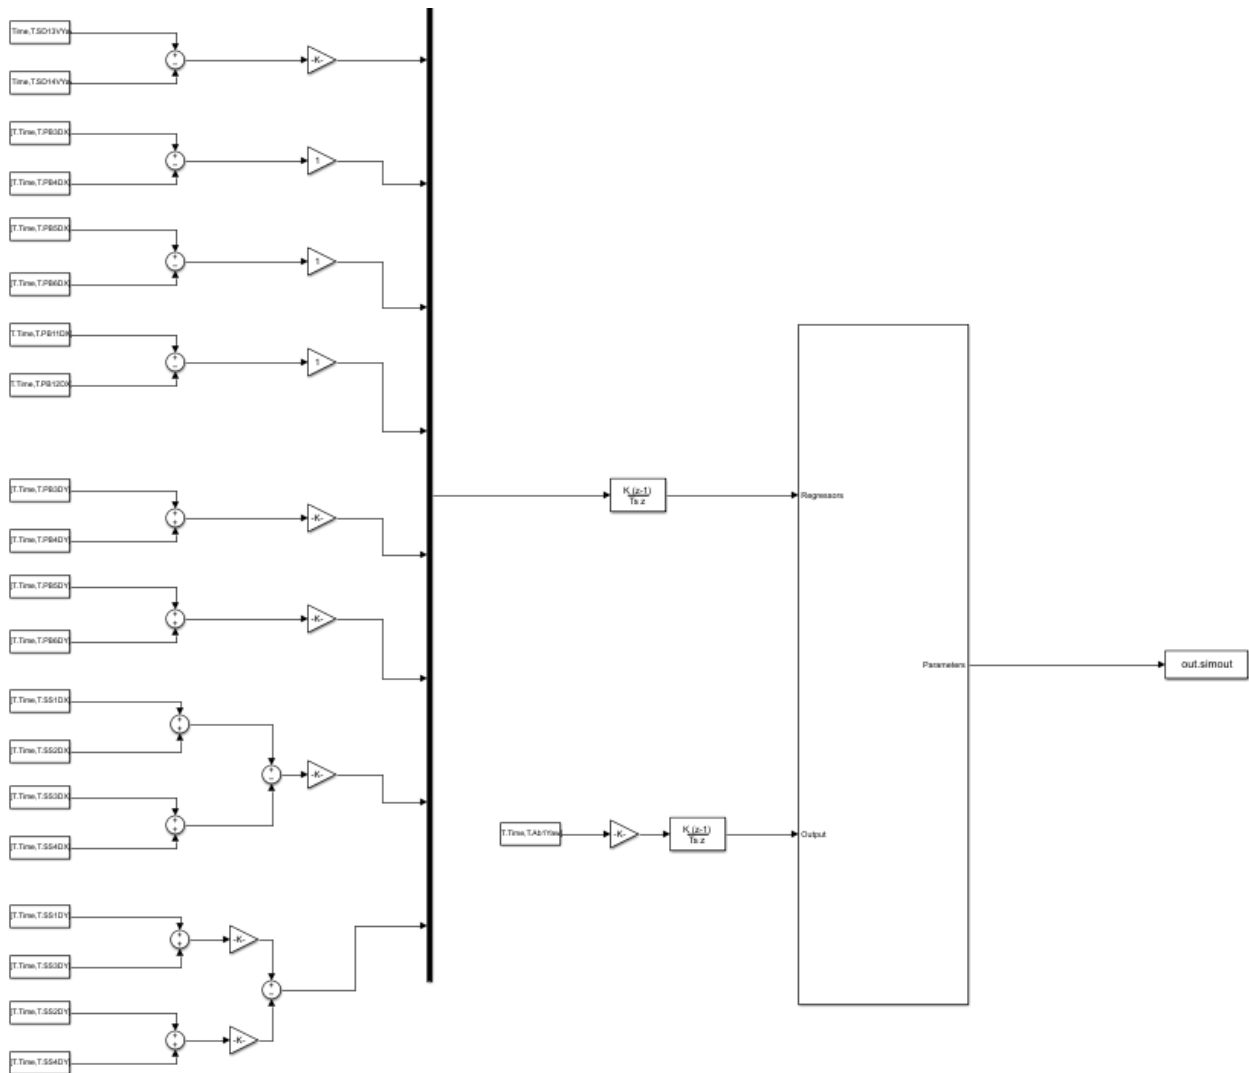 Time,T.SD13VYa
Time,T.SD14VYa
-K-
[T.Time,T.PB3DX]
[T.Time,T.PB4DX]
1
[T.Time,T.PB5DX]
[T.Time,T.PB6DX]
1
T.Time,T.PB11DX
T.Time,T.PB12DX
1
[T.Time,T.PB3DY]
[T.Time,T.PB4DY]
-K-
[T.Time,T.PB5DY]
[T.Time,T.PB6DY]
-K-
[T.Time,T.SS1DX]
[T.Time,T.SS2DX]
[T.Time,T.SS3DX]
[T.Time,T.SS4DX]
-K-
[T.Time,T.SS1DY]
[T.Time,T.SS3DY]
-K-
[T.Time,T.SS2DY]
[T.Time,T.SS4DY]
-K-
K (z-1)
Ts z
Regressors
T.Time,T.Ab1Yaw]
-K-
K (z-1)
Ts z
Output
Parameters
out.simout